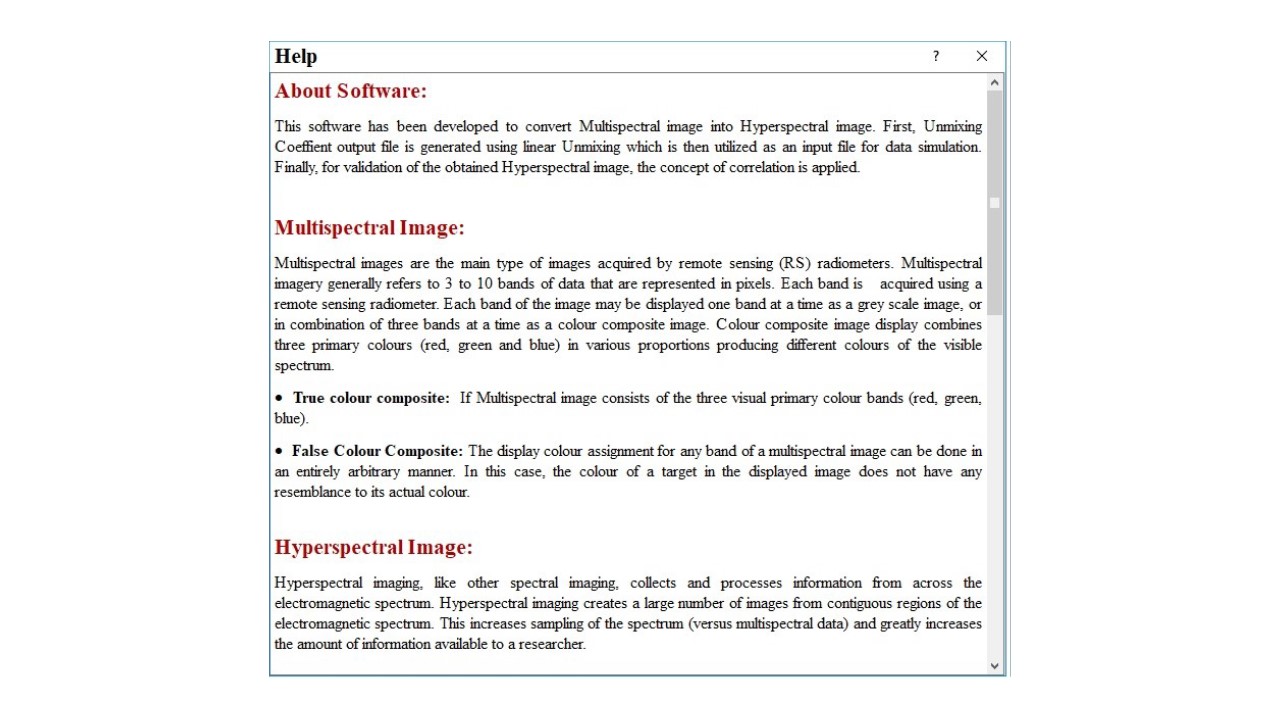 Help
?
About Software:
This software has been developed to convert Multispectral image into Hyperspectral image. First, Unmixing
Coeffient output file is generated using linear Unmixing which is then utilized as an input file for data simulation.
Finally, for validation of the obtained Hyperspectral image, the concept of correlation is applied.
Multispectral Image:
Multispectral images are the main type of images acquired by remote sensing (RS) radiometers. Multispectral
imagery generally refers to 3 to 10 bands of data that are represented in pixels. Each band is acquired using a
remote sensing radiometer. Each band of the image may be displayed one band at a time as a grey scale image, or
in combination of three bands at a time as a colour composite image. Colour composite image display combines
three primary colours (red, green and blue) in various proportions producing different colours of the visible
spectrum.
• True colour composite: If Multispectral image consists of the three visual primary colour bands (red, green,
blue).
• False Colour Composite: The display colour assignment for any band of a multispectral image can be done in
an entirely arbitrary manner. In this case, the colour of a target in the displayed image does not have any
resemblance to its actual colour.
Hyperspectral Image:
Hyperspectral imaging, like other spectral imaging, collects and processes information from across the
electromagnetic spectrum. Hyperspectral imaging creates a large number of images from contiguous regions of the
electromagnetic spectrum. This increases sampling of the spectrum (versus multispectral data) and greatly increases
the amount of information available to a researcher.